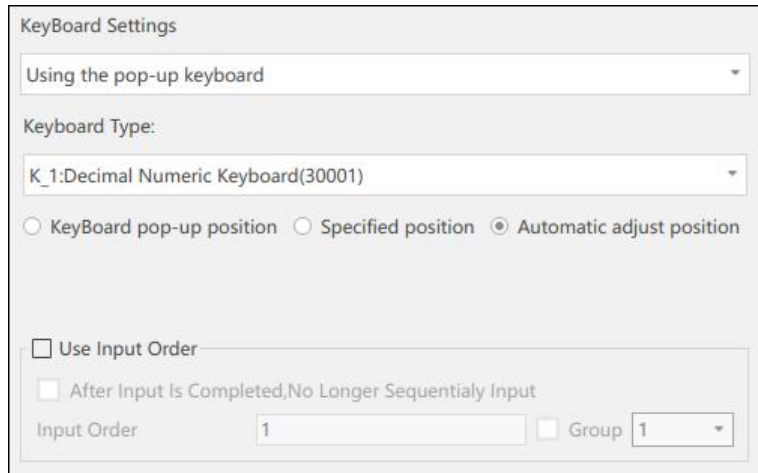 KeyBoard Settings
Using the pop-up keyboard
Keyboard Type:
K_1:Decimal Numeric Keyboard(30001)
KeyBoard pop-up position Specified position Automatic adjust position
Use Input Order
After Input Is Completed,No Longer Sequentialy Input
Input Order 1 Group 1